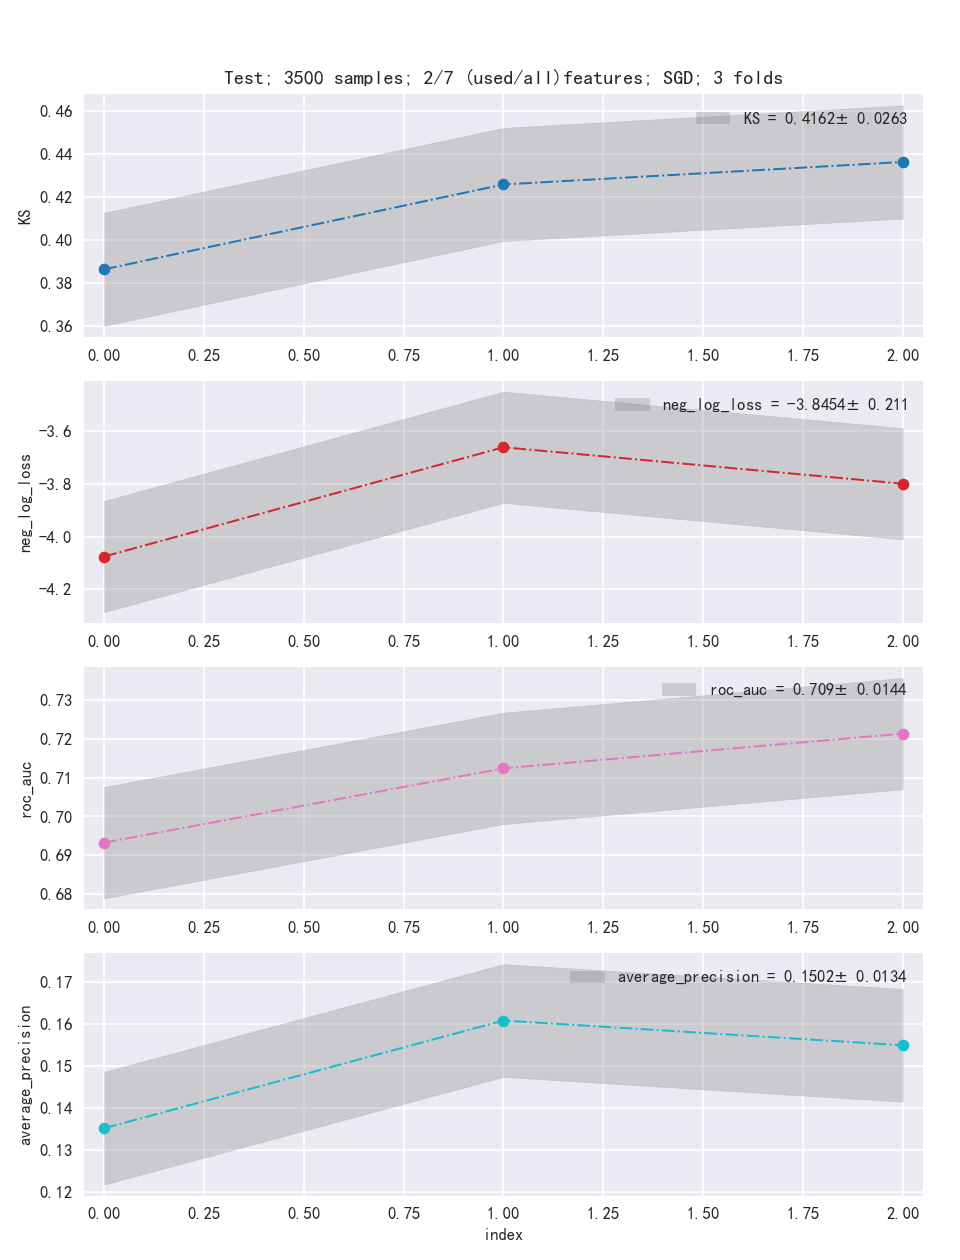 Test; 3500 samples; 2/7 (used/all)features; SGD; 3 folds
KS = 0.4162± 0.0263
KS
0.46
0.44
0.42
0.40
0.38
0.36
0.00 0.25 0.50 0.75 1.00 1.25 1.50 1.75 2.00
neg_log_loss = −3.8454± 0.211
neg_log_loss
−3.6
−3.8
−4.0
−4.2
0.00 0.25 0.50 0.75 1.00 1.25 1.50 1.75 2.00
roc_auc = 0.709± 0.0144
roc_auc
0.73
0.72
0.71
0.70
0.69
0.68
0.00 0.25 0.50 0.75 1.00 1.25 1.50 1.75 2.00
average_precision = 0.1502± 0.0134
average_precision
0.17
0.16
0.15
0.14
0.13
0.12
0.00 0.25 0.50 0.75 1.00 1.25 1.50 1.75 2.00
index